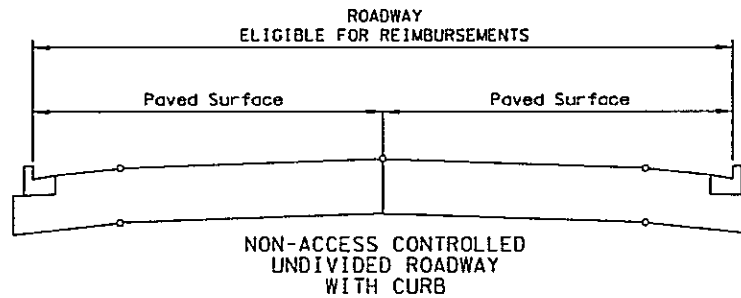 ROADWAY
ELIGIBLE FOR REIMBURSEMENTS
Paved Surface
Paved Surface
NON-ACCESS CONTROLLED
UNDIVIDED ROADWAY
WITH CURB